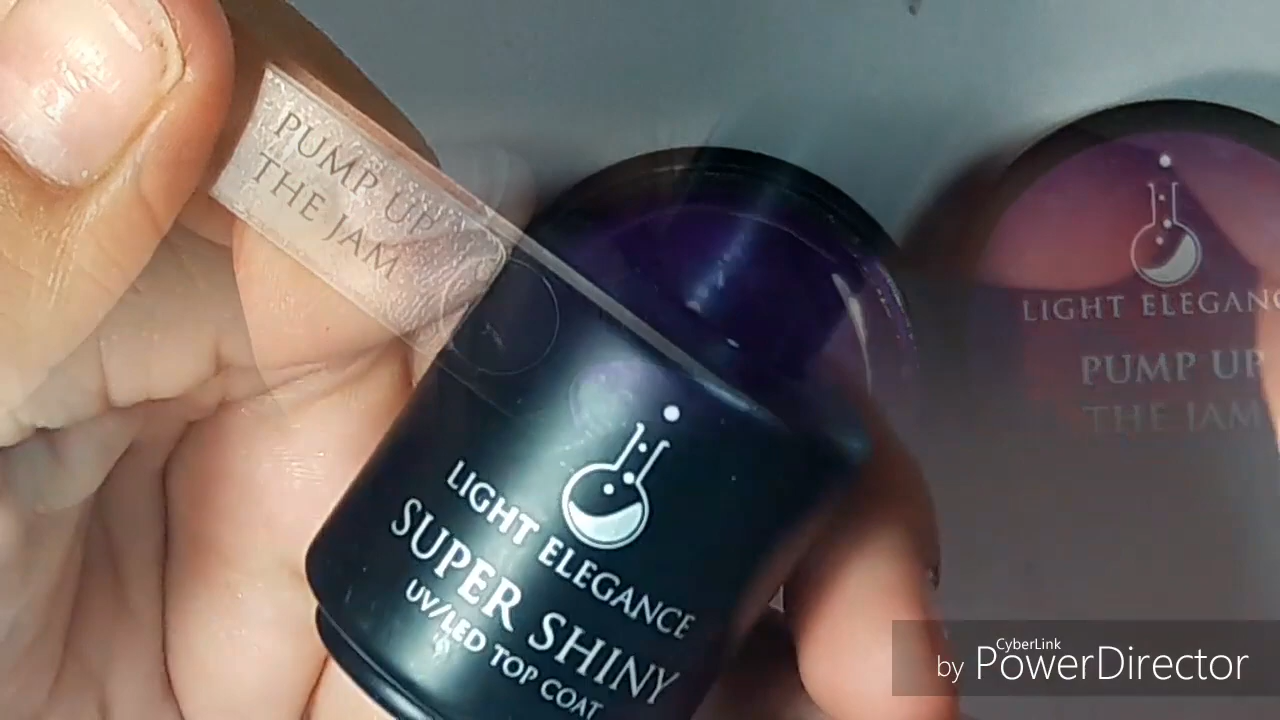 PUMP UP
THE JAM
LIGHT ELEGANCE
SUPER SHINY
UV/LED TOP COAT
LIGHT ELEGANC
PUMP UP
THE JAM
CyberLink
by PowerDirector